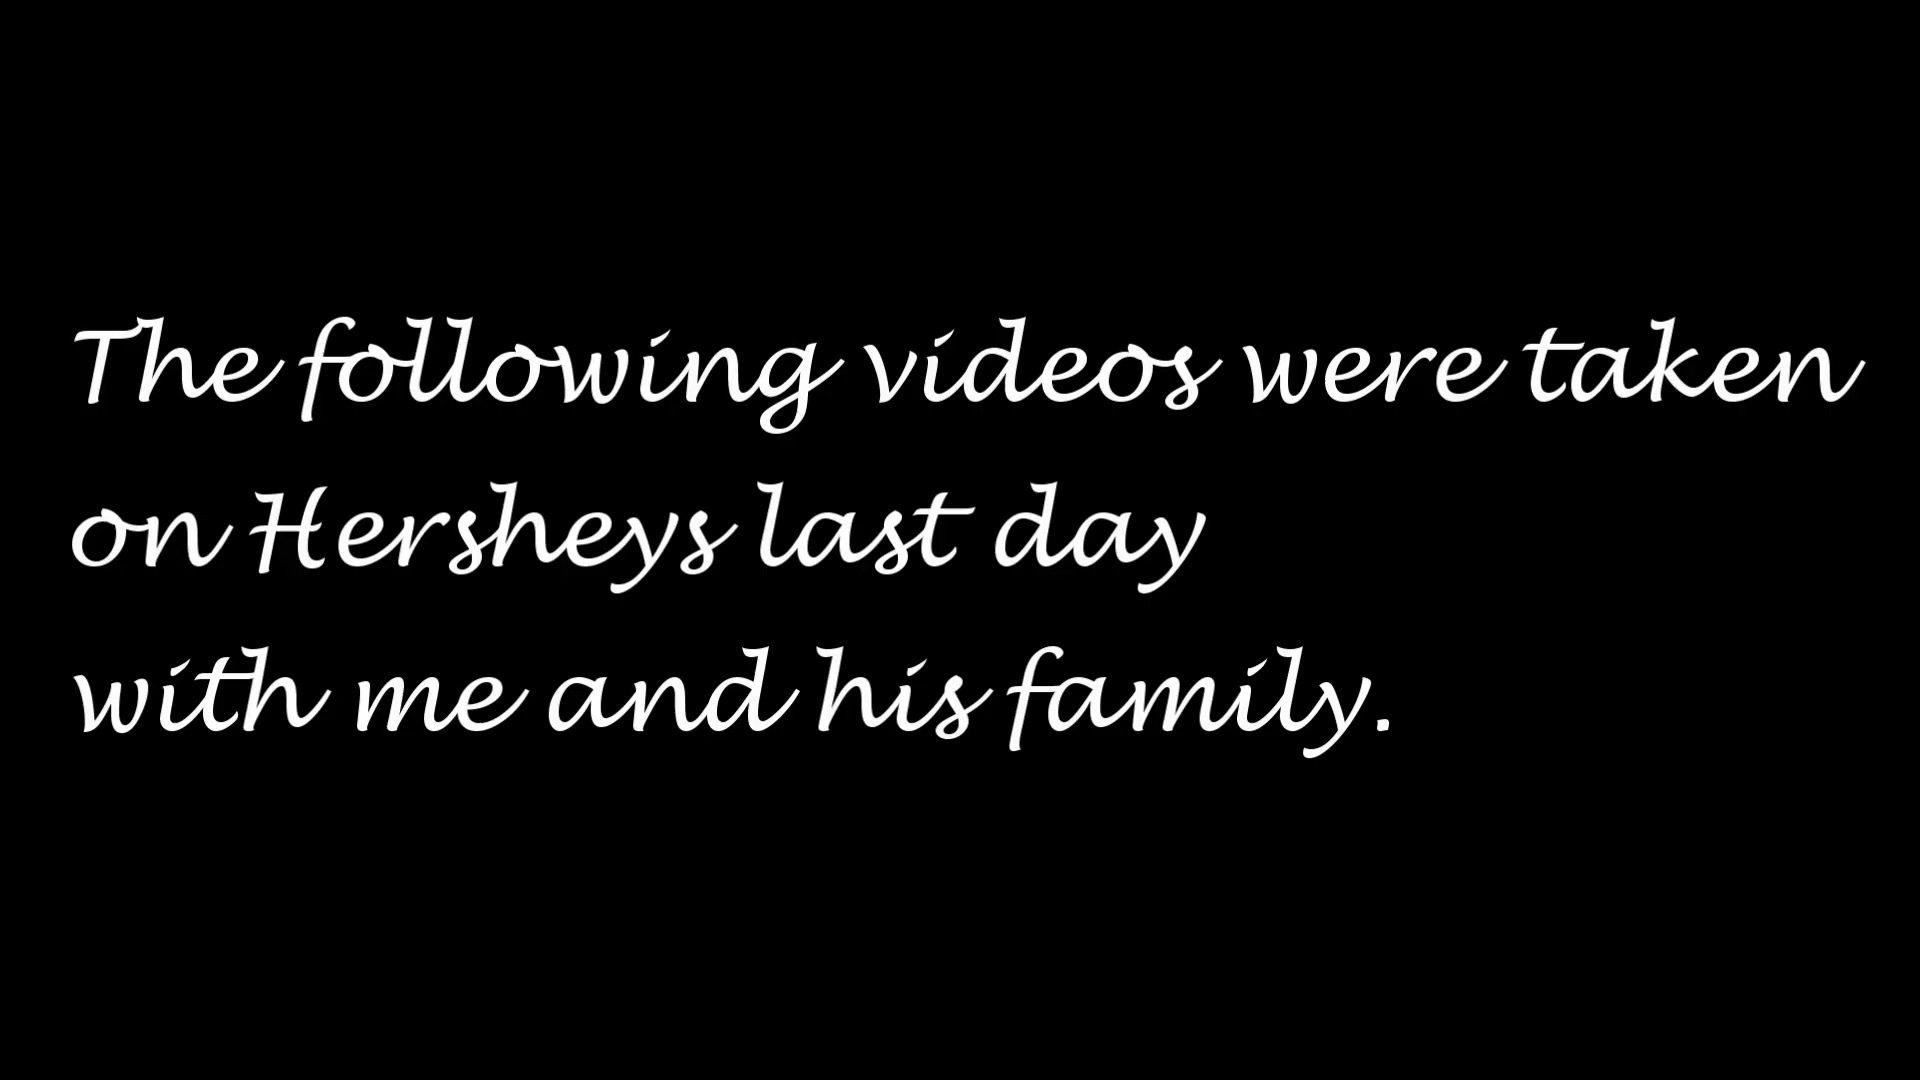 The following videos were taken
on Hersheys last day
with me and his family.